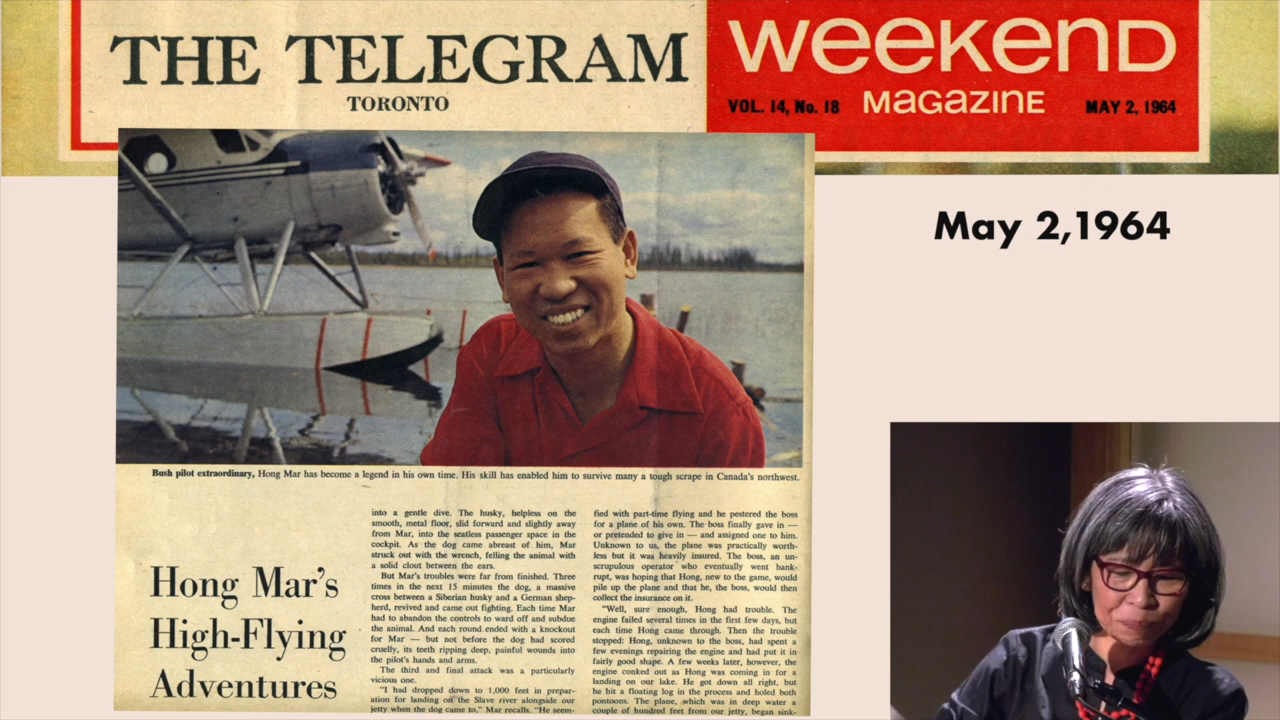 THE TELEGRAM
TORONTO
WEEKEND
MAGAZINE
VOL. 14, No. 18
MAY 2, 1964
May 2,1964
Bush pilot extraordinary, Hong Mar has become a legend in his own time. His skill has enabled him to survive many a tough scrape in Canada's northwest.
Hong Mar's
High-Flying
Adventures
into a gentle dive. The husky, helpless on the
smooth, metal floor, slid forward and slightly away
from Mar, into the seatless passenger space in the
cockpit. As the dog came abreast of him, Mar
struck out with the wrench, felling the animal with
a solid clout between the ears.
But Mar's troubles were far from finished. Three
times in the next 15 minutes the dog, a massive
cross between a Siberian husky and a German shep-
herd, revived and came out fighting. Each time Mar
had to abandon the controls to ward off and subdue
the animal. And each round ended with a knockout
for Mar — but not before the dog had scored
cruelly, its teeth ripping deep, painful wounds into
the pilot's hands and arms.
The third and final attack was a particularly
vicious one.
"I had dropped down to 1,000 feet in prepar-
ation for landing on the Slave river alongside our
jetty when the dog came to," Mar recalls. "He seem-
fied with part-time flying and he pestered the boss
for a plane of his own. The boss finally gave in —
or pretended to give in — and assigned one to him.
Unknown to us, the plane was practically worth-
less but it was heavily insured. The boss, an un-
scrupulous operator who eventually went bank-
rupt, was hoping that Hong, new to the game, would
pile up the plane and that he, the boss, would then
collect the insurance on it.
"Well, sure enough, Hong had trouble. The
engine failed several times in the first few days, but
each time Hong came through. Then the trouble
stopped: Hong, unknown to the boss, had spent a
few evenings repairing the engine and had put it in
fairly good shape. A few weeks later, however, the
engine conked out as Hong was coming in for a
landing on our lake. He got down all right, but
he hit a floating log in the process and holed both
pontoons. The plane, which was in deep water a
couple of hundred feet from our jetty, began sink-